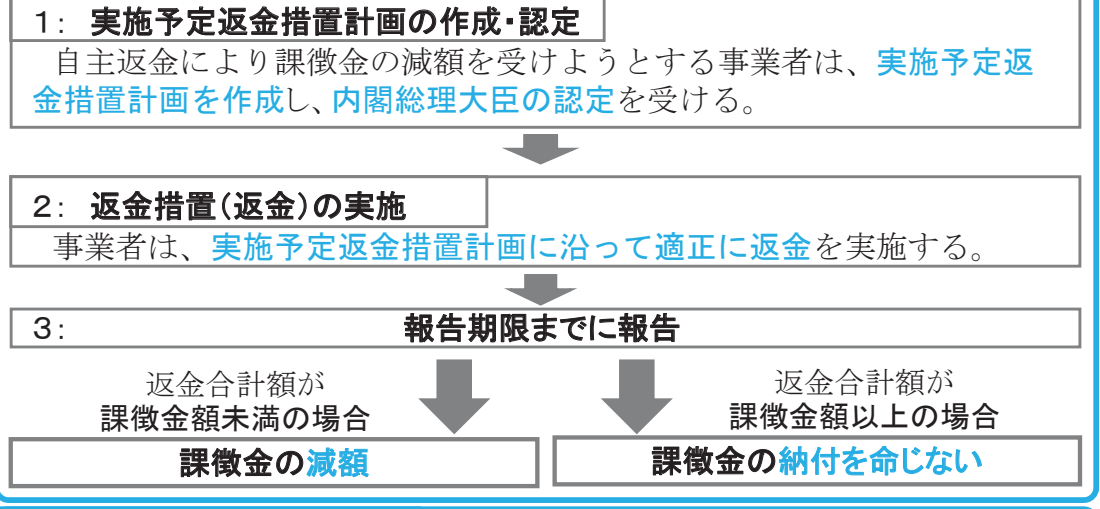 1： 実施予定返金措置計画の作成・認定
自主返金により課徴金の減額を受けようとする事業者は、実施予定返
金措置計画を作成し、内閣総理大臣の認定を受ける。
2： 返金措置（返金）の実施
事業者は、実施予定返金措置計画に沿って適正に返金を実施する。
3： 報告期限までに報告
返金合計額が
課徴金額未満の場合
課徴金の減額
返金合計額が
課徴金額以上の場合
課徴金の納付を命じない